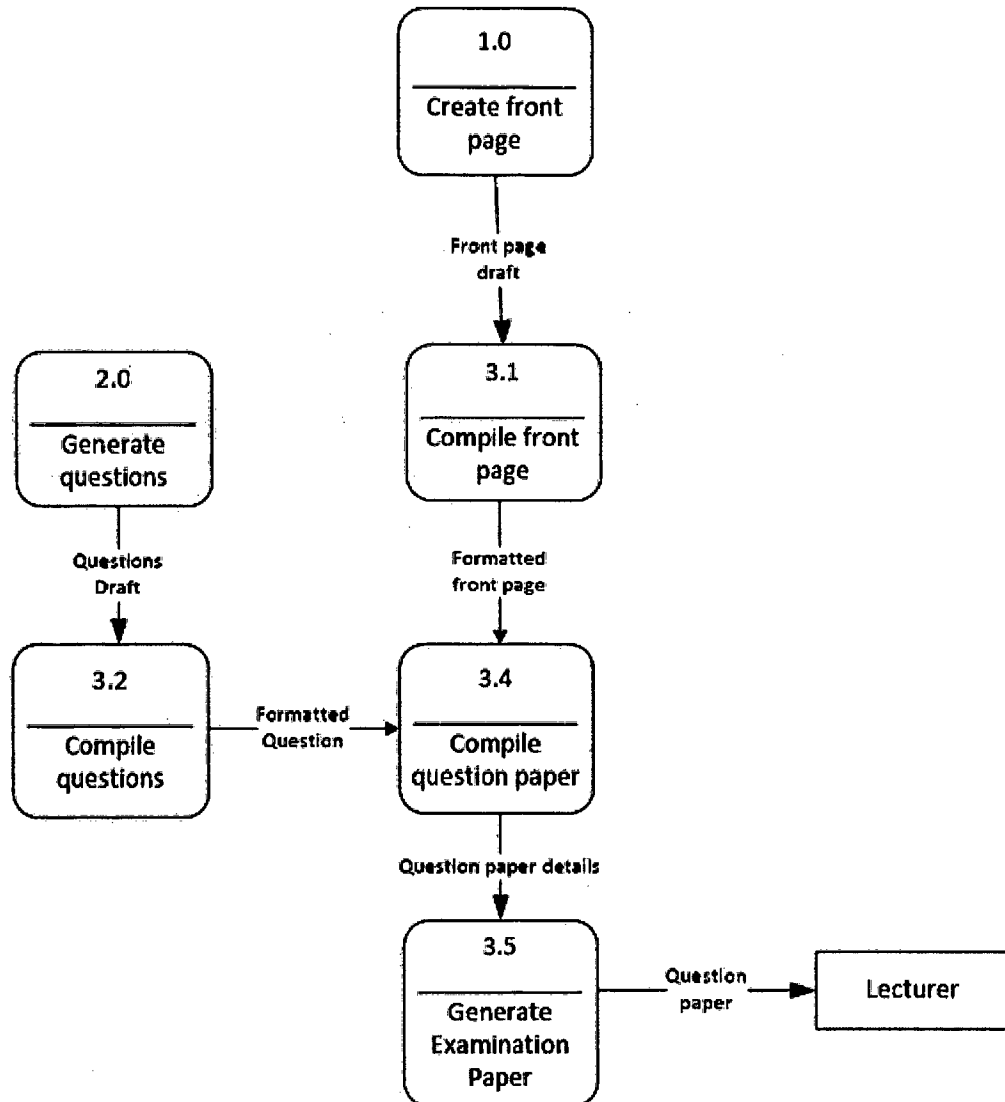 1.0
Create front
page
Front page
draft
2.0
Generate
questions
3.1
Compile front
page
Questions
Draft
Formatted
front page
3.2
Compile
questions
Formatted
Question
3.4
Compile
question paper
Question paper details
3.5
Generate
Examination
Paper
Question
paper
Lecturer